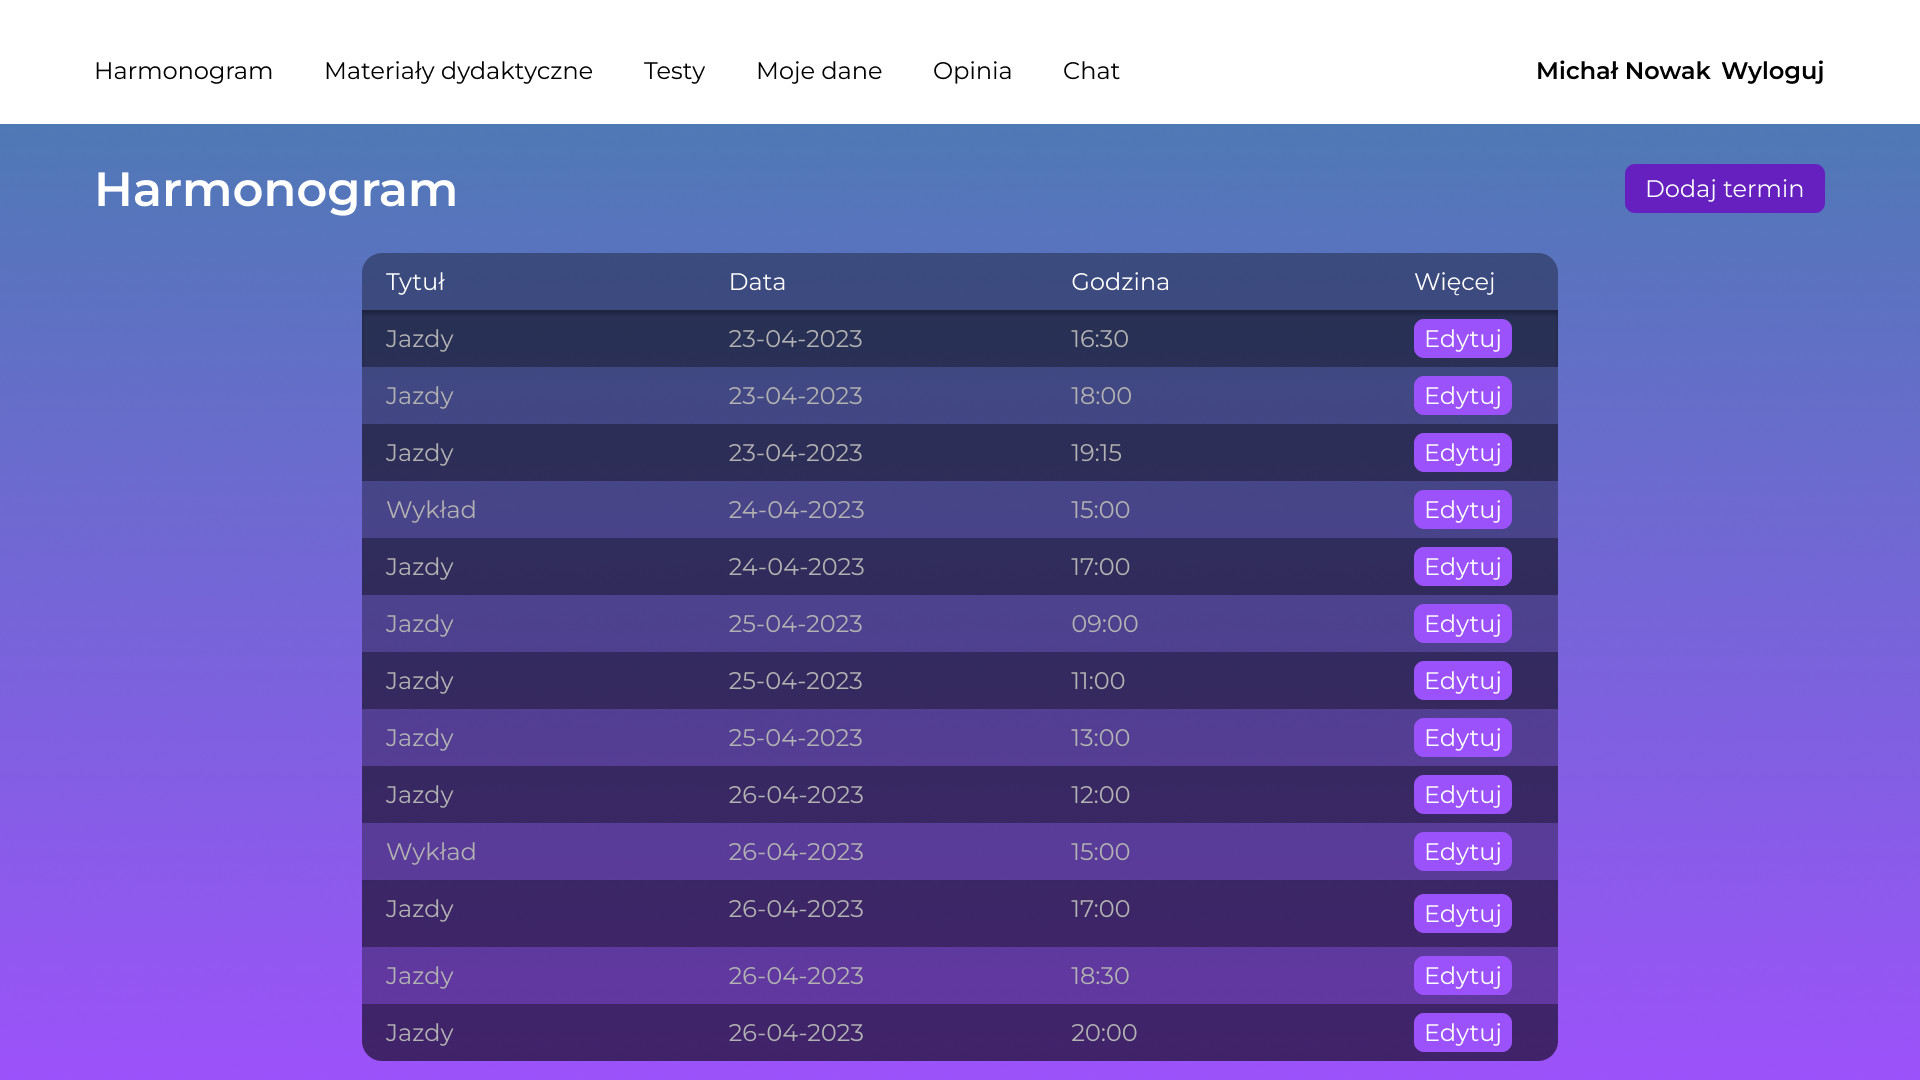 Harmonogram Materiały dydaktyczne Testy Moje dane Opinia Chat Michał Nowak Wyloguj
Harmonogram Dodaj termin
Tytuł Data Godzina Więcej
Jazdy 23-04-2023 16:30 Edytuj
Jazdy 23-04-2023 18:00 Edytuj
Jazdy 23-04-2023 19:15 Edytuj
Wykład 24-04-2023 15:00 Edytuj
Jazdy 24-04-2023 17:00 Edytuj
Jazdy 25-04-2023 09:00 Edytuj
Jazdy 25-04-2023 11:00 Edytuj
Jazdy 25-04-2023 13:00 Edytuj
Jazdy 26-04-2023 12:00 Edytuj
Wykład 26-04-2023 15:00 Edytuj
Jazdy 26-04-2023 17:00 Edytuj
Jazdy 26-04-2023 18:30 Edytuj
Jazdy 26-04-2023 20:00 Edytuj